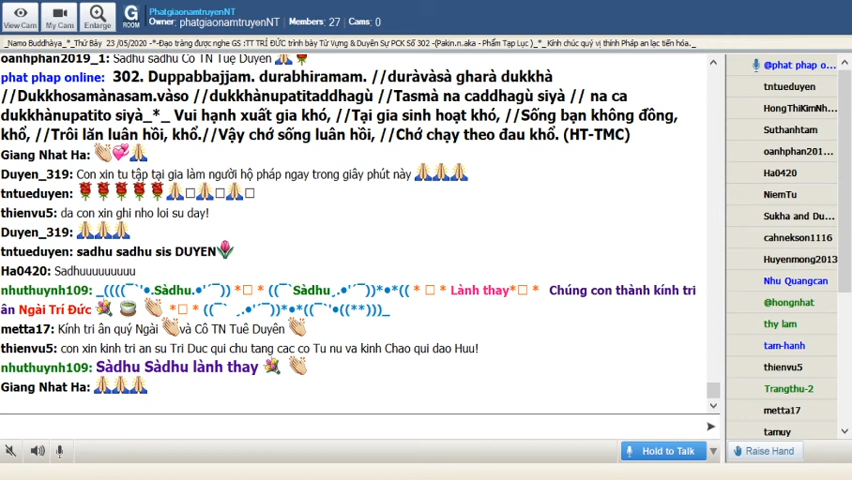 View Cam
My Cam
Enlarge
G
ROOM
PhatgiaonamtruyenNT
Owner: phatgiaonamtruyenNT | Members: 27 | Cams: 0
_Namo Buddhàya_*_Thứ Bảy 23 /05/2020 -*-Đạo tràng được nghe GS :TT TRÍ ĐỨC trình bày Từ Vựng & Duyên Sự PCK Số 302 -(Pakin.n.aka - Phẩm Tạp Lục )_*_ Kính chúc quý vị thính Pháp an lạc tiến hóa._
oanhphan2019_1: Sadhu sadhu Cô TN Tuệ Duyên
phat phap online: 302. Duppabbajjam. durabhiramam. //duràvàsà gharà dukkhà
//Dukkhosamànasam.vàso //dukkhànupatitaddhagù //Tasmà na caddhagù siyà // na ca
dukkhànupatito siyà_*_ Vui hạnh xuất gia khó, //Tại gia sinh hoạt khó, //Sống bạn không đồng,
khổ, //Trôi lăn luân hồi, khổ.//Vậy chớ sống luân hồi, //Chớ chạy theo đau khổ. (HT-TMC)
Giang Nhat Ha:
Duyen_319: Con xin tu tập tại gia làm người hộ pháp ngay trong giây phút này
tntueduyen:
thienvu5: da con xin ghi nho loi su day!
Duyen_319:
tntueduyen: sadhu sadhu sis DUYEN
Ha0420: Sadhuuuuuuuuu
nhuthuynh109: _((((¯`'•.Sàdhu.•'´¯)) *□ * ((¯`Sàdhu¸.•'´¯))*•*(( * □ * Lành thay*□ * Chúng con thành kính tri
ân Ngài Trí Đức *□ * ((¯` ¸.•'´¯))*•*((¯`'•((**)))_
metta17: Kính tri ân quý Ngài và Cô TN Tuê Duyên
thienvu5: con xin kinh tri an su Tri Duc qui chu tang cac co Tu nu va kinh Chao qui dao Huu!
nhuthuynh109: Sàdhu Sàdhu lành thay
Giang Nhat Ha:
Hold to Talk
@phat phap o...
tntueduyen
HongThiKimNh...
Suthanhtam
oanhphan201...
Ha0420
NiemTu
Sukha and Du...
cahnekson1116
Huyenmong2013
Nhu Quangcan
@hongnhat
thy lam
tam-hanh
thienvu5
Trangthu-2
metta17
tamuy
Raise Hand